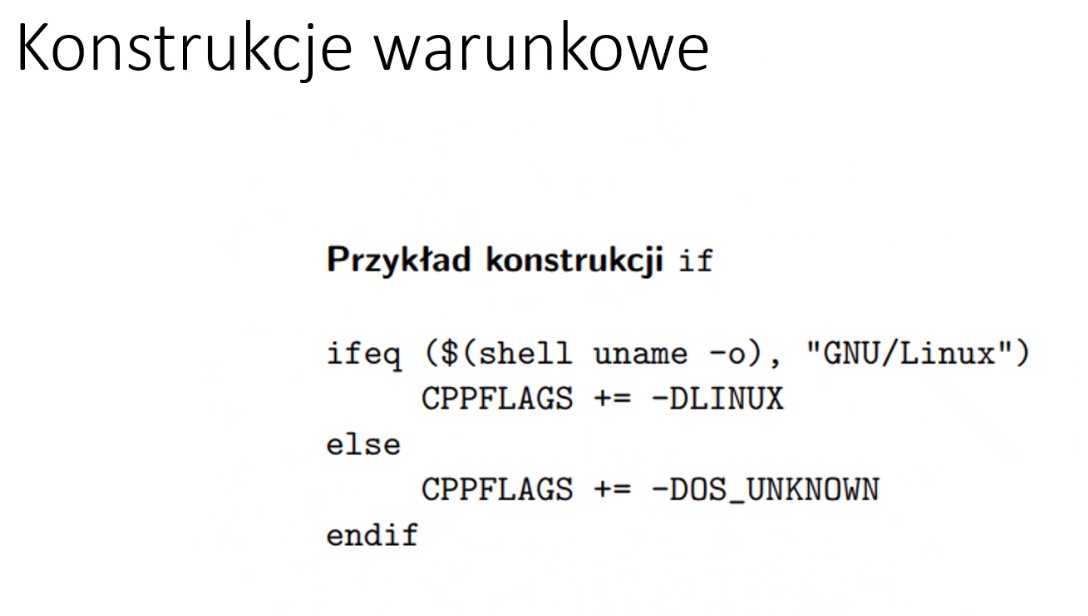 Konstrukcje warunkowe
Przykład konstrukcji if
ifeq ($(shell uname -o), "GNU/Linux")
CPPFLAGS += -DLINUX
else
CPPFLAGS += -DOS_UNKNOWN
endif